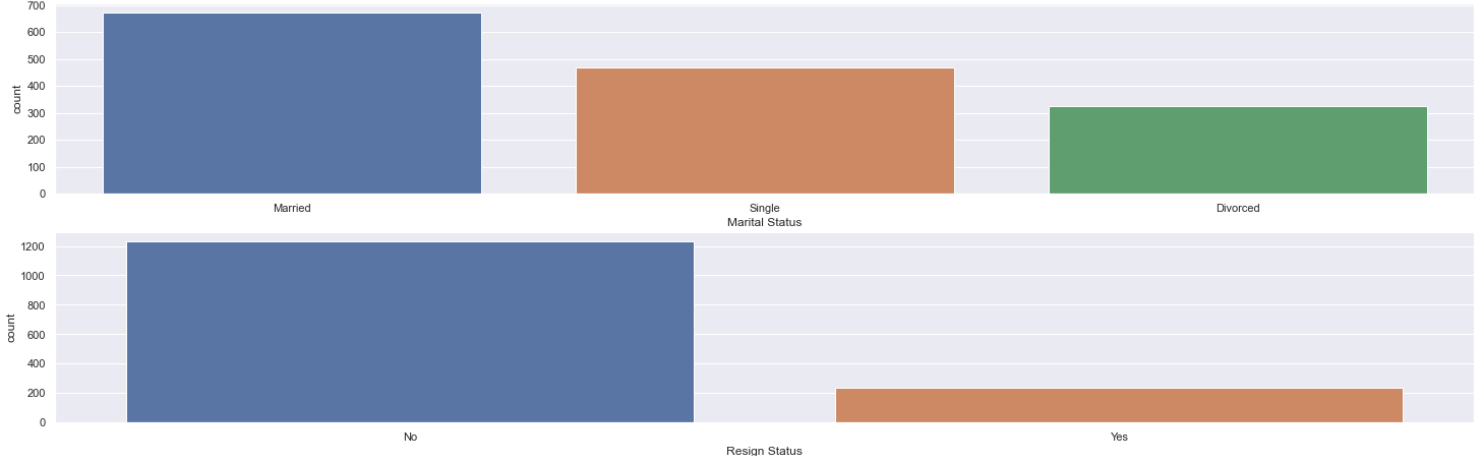 700
600
500
400
300
200
100
0
count
Married Single Divorced
Marital Status
1200
1000
800
600
400
200
0
count
No Yes
Resign Status